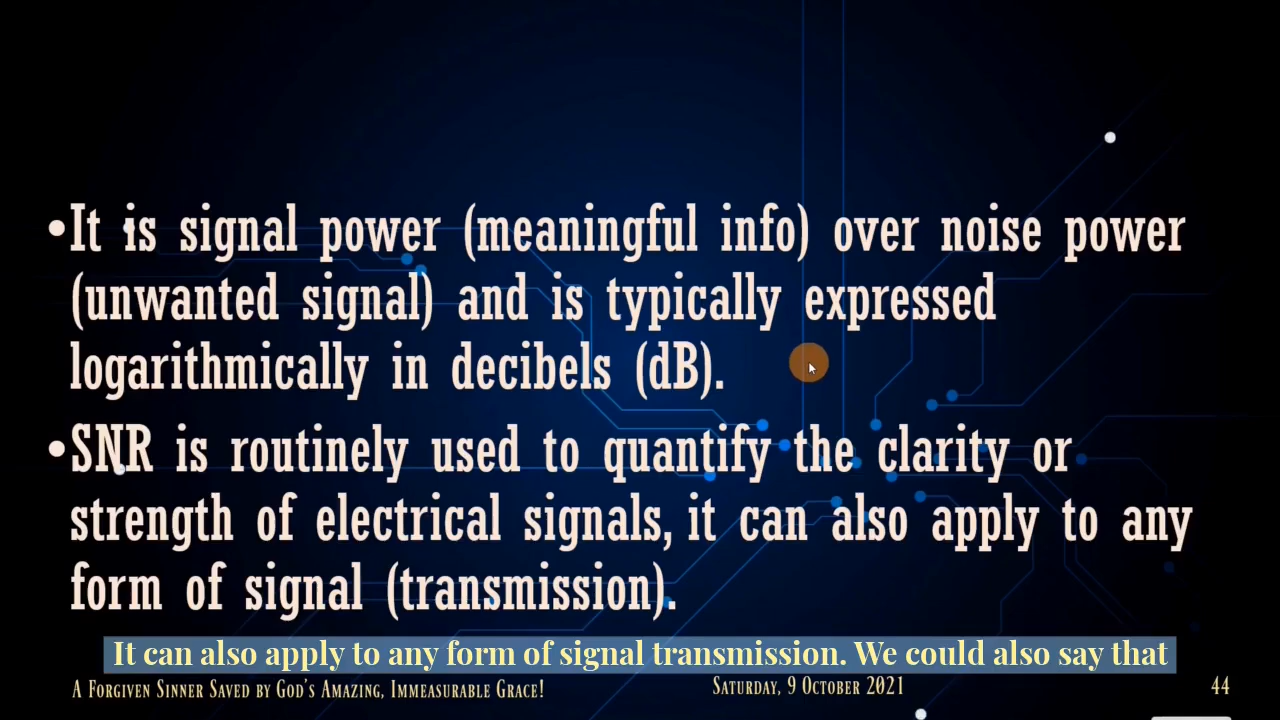 •It is signal power (meaningful info) over noise power
(unwanted signal) and is typically expressed
logarithmically in decibels (dB).
•SNR is routinely used to quantify the clarity or
strength of electrical signals, it can also apply to any
form of signal (transmission).
It can also apply to any form of signal transmission. We could also say that
A Forgiven Sinner Saved by God's Amazing, Immeasurable Grace!
Saturday, 9 October 2021
44